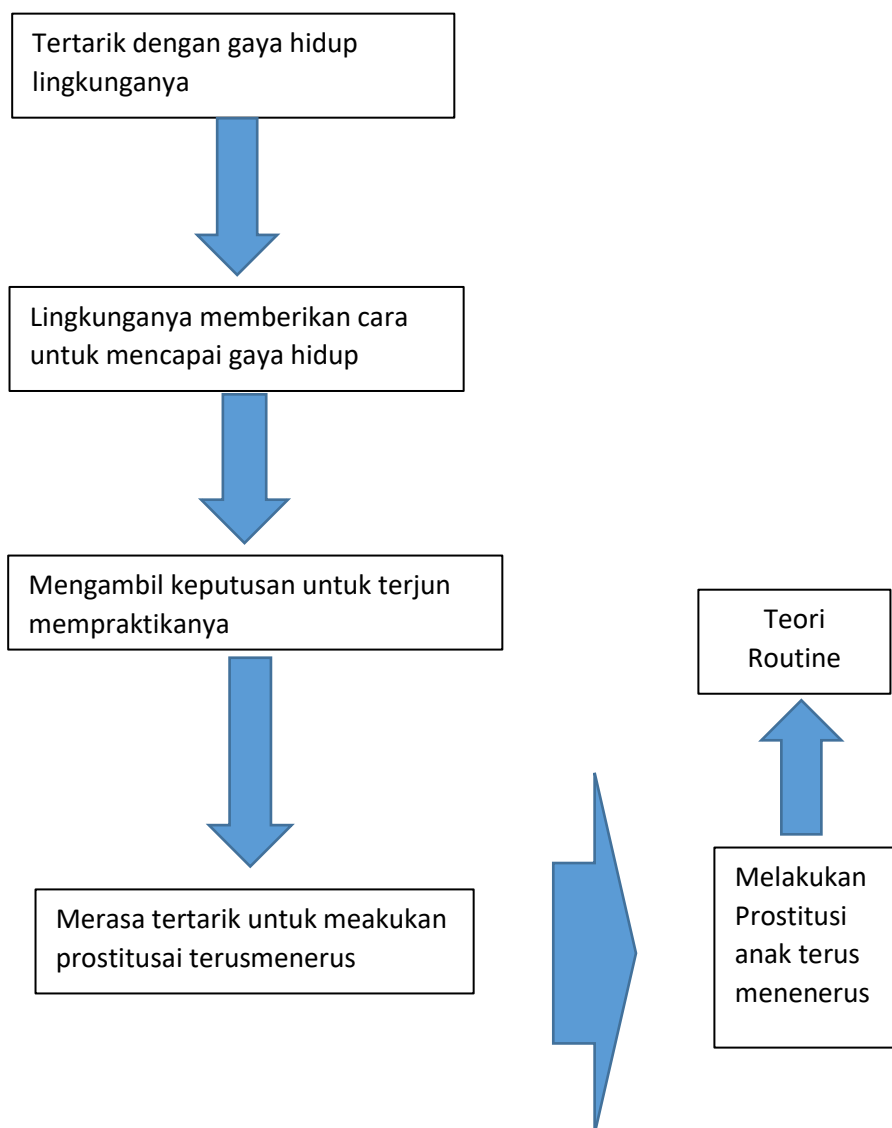 Tertarik dengan gaya hidup
lingkunganya
Lingkunganya memberikan cara
untuk mencapai gaya hidup
Mengambil keputusan untuk terjun
mempraktikanya
Merasa tertarik untuk meakukan
prostitusai terusmenerus
Teori
Routine
Melakukan
Prostitusi
anak terus
menenerus